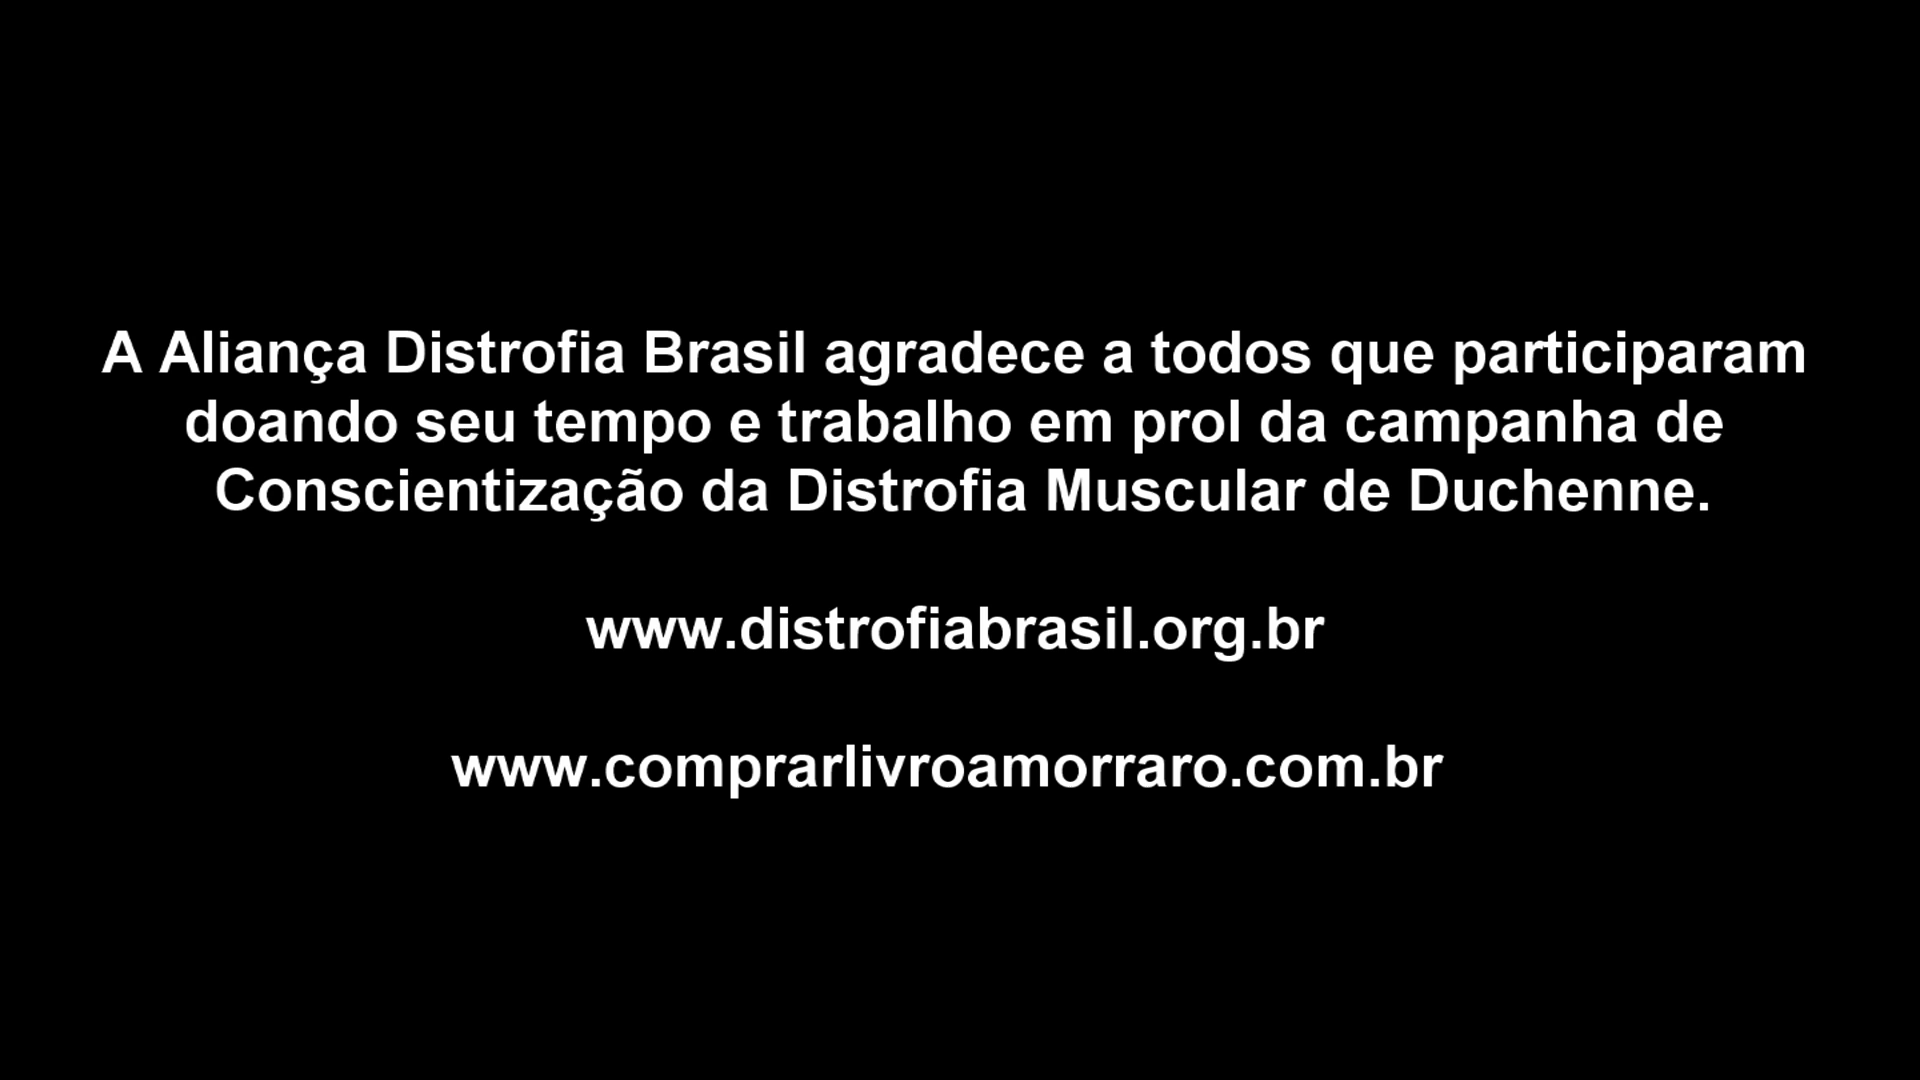 A Aliança Distrofia Brasil agradece a todos que participaram
doando seu tempo e trabalho em prol da campanha de
Conscientização da Distrofia Muscular de Duchenne.
www.distrofiabrasil.org.br
www.comprarlivroamorraro.com.br